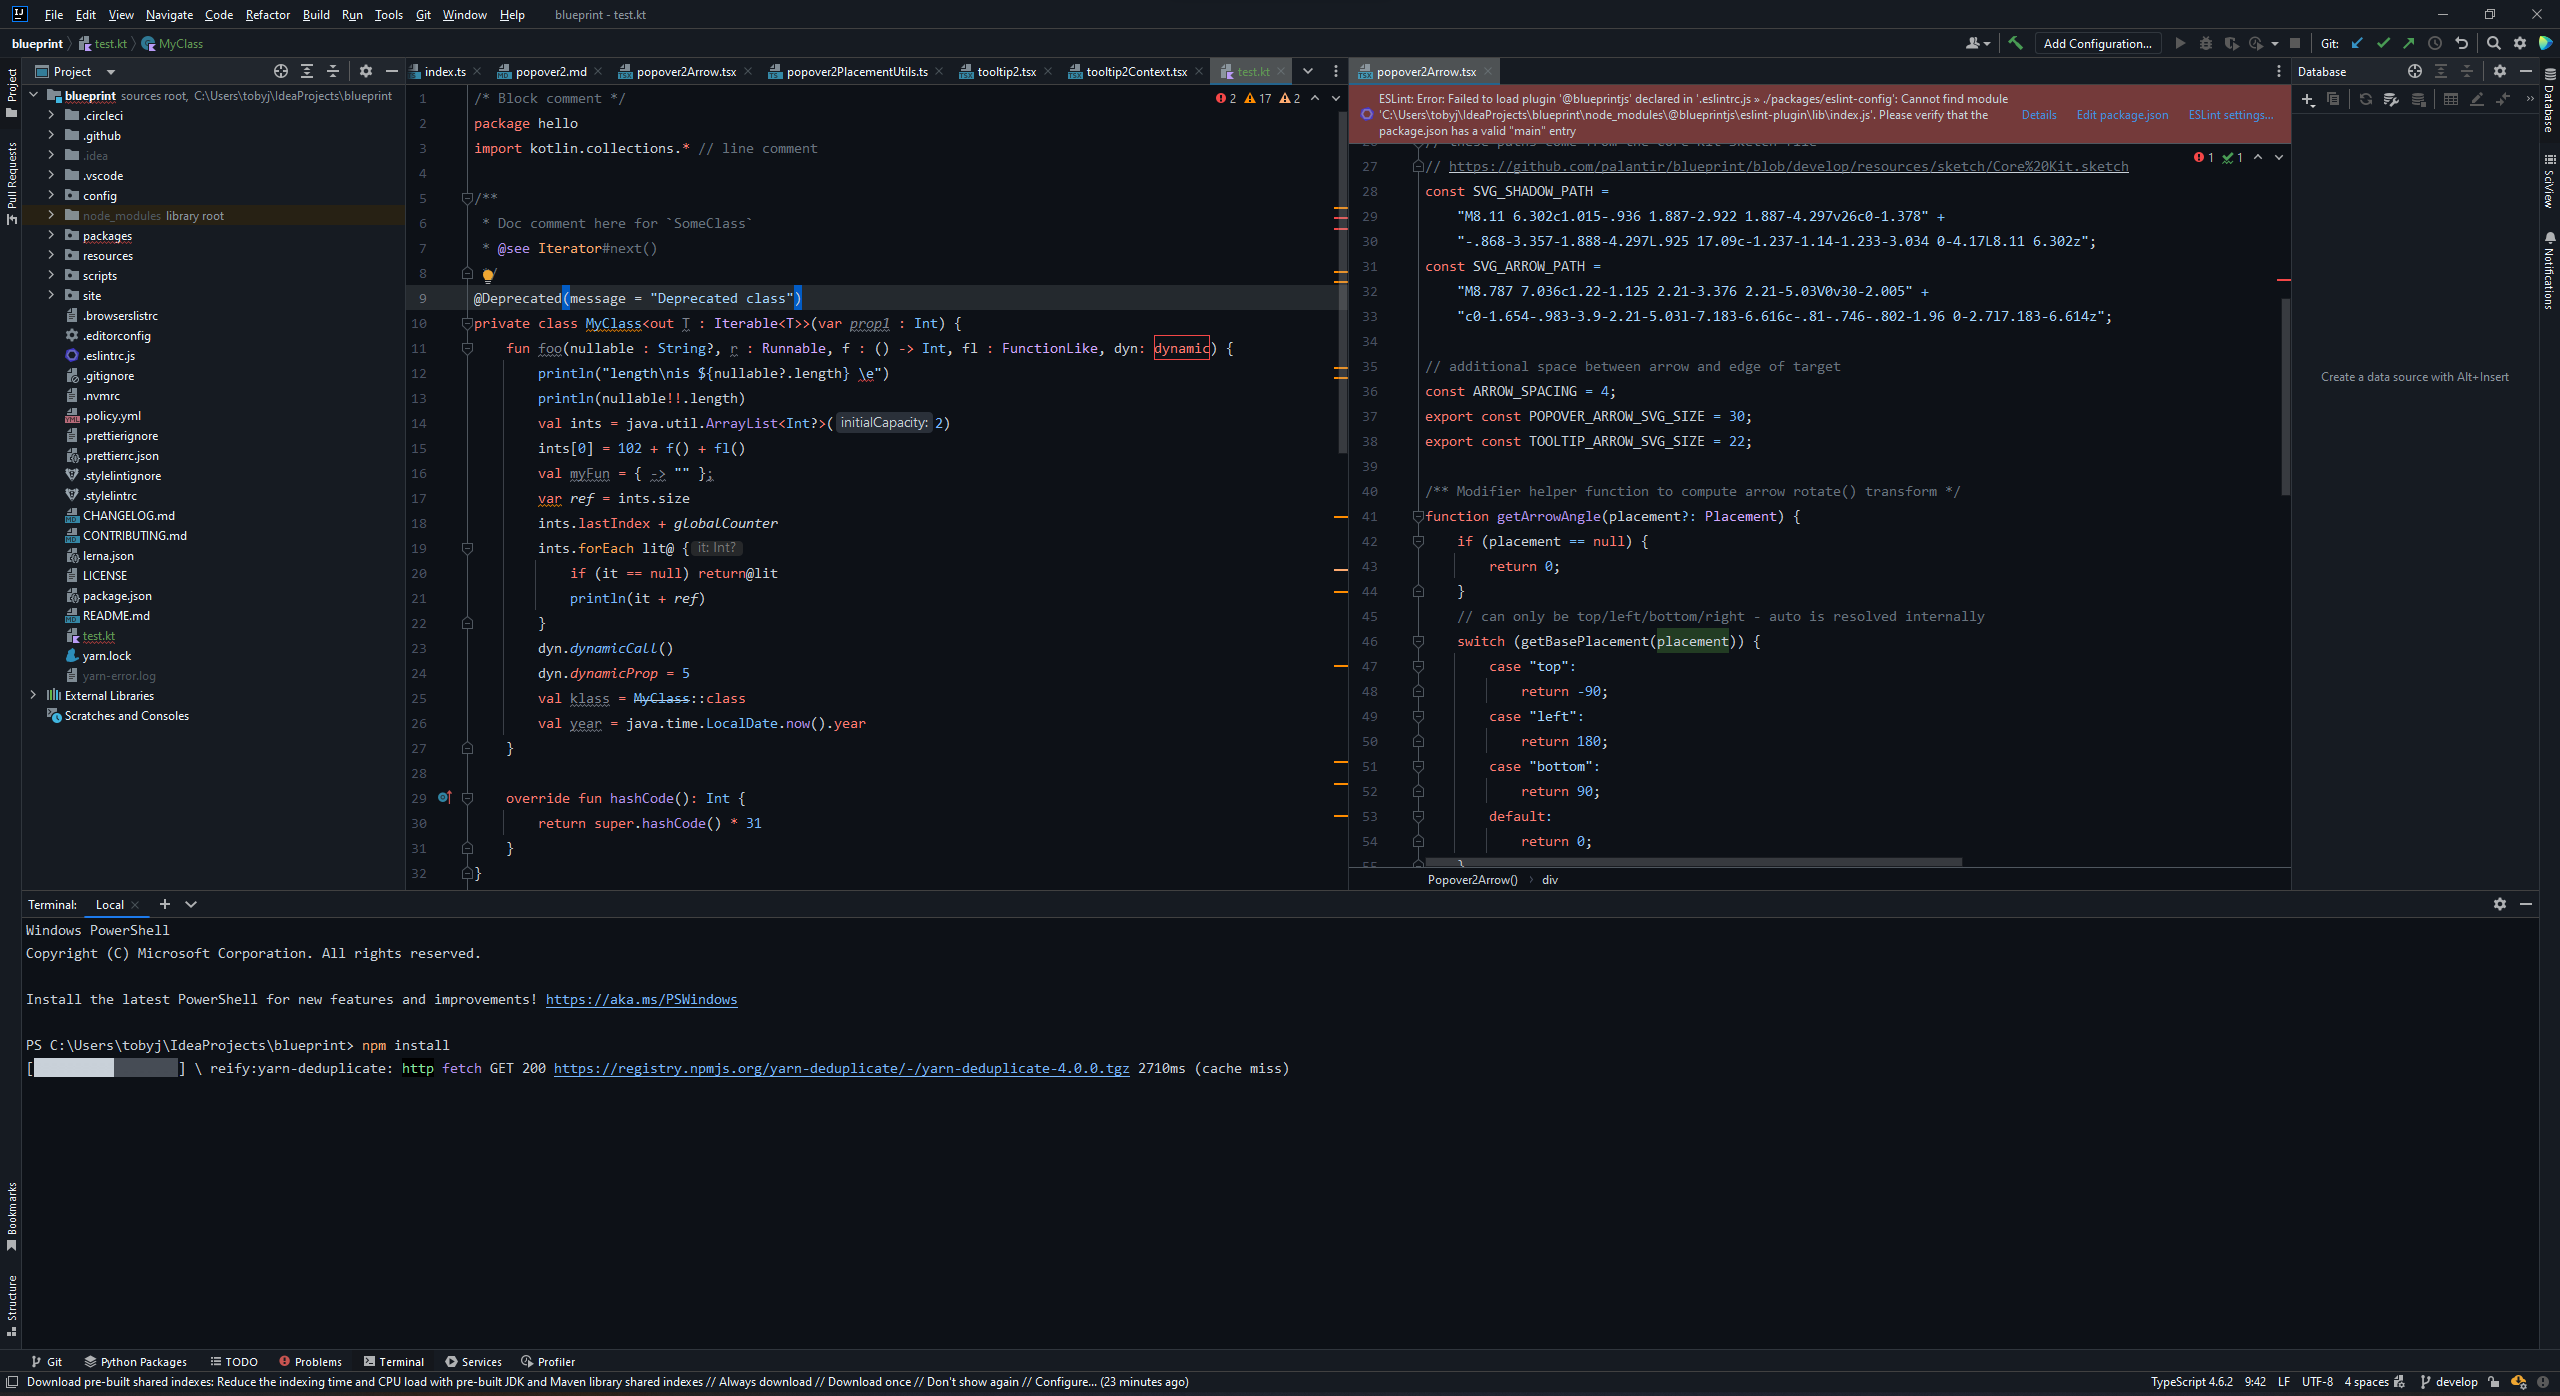 File Edit View Navigate Code Refactor Build Run Tools Git Window Help blueprint - test.kt
blueprint test.kt MyClass
Add Configuration... Git:
Project
index.ts popover2.md popover2Arrow.tsx popover2PlacementUtils.ts tooltip2.tsx tooltip2Context.tsx test.kt
popover2Arrow.tsx
Database
Project
Pull Requests
Bookmarks
Structure
blueprint sources root, C:\Users\tobyj\IdeaProjects\blueprint
.circleci
.github
.idea
.vscode
config
node_modules library root
packages
resources
scripts
site
.browserslistrc
.editorconfig
.eslintrc.js
.gitignore
.nvmrc
.policy.yml
.prettierignore
.prettierrc.json
.stylelintignore
.stylelintrc
CHANGELOG.md
CONTRIBUTING.md
lerna.json
LICENSE
package.json
README.md
test.kt
yarn.lock
yarn-error.log
External Libraries
Scratches and Consoles
2 17 2
1 /* Block comment */
2 package hello
3 import kotlin.collections.* // line comment
4
5 /**
6 * Doc comment here for `SomeClass`
7 * @see Iterator#next()
8 /
9 @Deprecated(message = "Deprecated class")
10 private class MyClass<out T : Iterable<T>>(var prop1 : Int) {
11 fun foo(nullable : String?, r : Runnable, f : () -> Int, fl : FunctionLike, dyn: dynamic) {
12 println("length\nis ${nullable?.length} \e")
13 println(nullable!!.length)
14 val ints = java.util.ArrayList<Int?>( initialCapacity: 2)
15 ints[0] = 102 + f() + fl()
16 val myFun = { -> "" };
17 var ref = ints.size
18 ints.lastIndex + globalCounter
19 ints.forEach lit@ { it: Int?
20 if (it == null) return@lit
21 println(it + ref)
22 }
23 dyn.dynamicCall()
24 dyn.dynamicProp = 5
25 val klass = MyClass::class
26 val year = java.time.LocalDate.now().year
27 }
28
29 override fun hashCode(): Int {
30 return super.hashCode() * 31
31 }
32 }
ESLint: Error: Failed to load plugin '@blueprintjs' declared in '.eslintrc.js » ./packages/eslint-config': Cannot find module
'C:\Users\tobyj\IdeaProjects\blueprint\node_modules\@blueprintjs\eslint-plugin\lib\index.js'. Please verify that the
package.json has a valid "main" entry
Details Edit package.json ESLint settings...
26 // these paths come from the Core Kit Sketch file
1 1
27 // https://github.com/palantir/blueprint/blob/develop/resources/sketch/Core%20Kit.sketch
28 const SVG_SHADOW_PATH =
29 "M8.11 6.302c1.015-.936 1.887-2.922 1.887-4.297v26c0-1.378" +
30 "-.868-3.357-1.888-4.297L.925 17.09c-1.237-1.14-1.233-3.034 0-4.17L8.11 6.302z";
31 const SVG_ARROW_PATH =
32 "M8.787 7.036c1.22-1.125 2.21-3.376 2.21-5.03V0v30-2.005" +
33 "c0-1.654-.983-3.9-2.21-5.03l-7.183-6.616c-.81-.746-.802-1.96 0-2.7l7.183-6.614z";
34
35 // additional space between arrow and edge of target
36 const ARROW_SPACING = 4;
37 export const POPOVER_ARROW_SVG_SIZE = 30;
38 export const TOOLTIP_ARROW_SVG_SIZE = 22;
39
40 /** Modifier helper function to compute arrow rotate() transform */
41 function getArrowAngle(placement?: Placement) {
42 if (placement == null) {
43 return 0;
44 }
45 // can only be top/left/bottom/right - auto is resolved internally
46 switch (getBasePlacement(placement)) {
47 case "top":
48 return -90;
49 case "left":
50 return 180;
51 case "bottom":
52 return 90;
53 default:
54 return 0;
55 }
Popover2Arrow() div
Create a data source with Alt+Insert
Database
SciView
Notifications
Terminal: Local
Windows PowerShell
Copyright (C) Microsoft Corporation. All rights reserved.
Install the latest PowerShell for new features and improvements! https://aka.ms/PSWindows
PS C:\Users\tobyj\IdeaProjects\blueprint> npm install
[ ] \ reify:yarn-deduplicate: http fetch GET 200 https://registry.npmjs.org/yarn-deduplicate/-/yarn-deduplicate-4.0.0.tgz 2710ms (cache miss)
Git Python Packages TODO Problems Terminal Services Profiler
Download pre-built shared indexes: Reduce the indexing time and CPU load with pre-built JDK and Maven library shared indexes // Always download // Download once // Don't show again // Configure... (23 minutes ago)
TypeScript 4.6.2 9:42 LF UTF-8 4 spaces develop